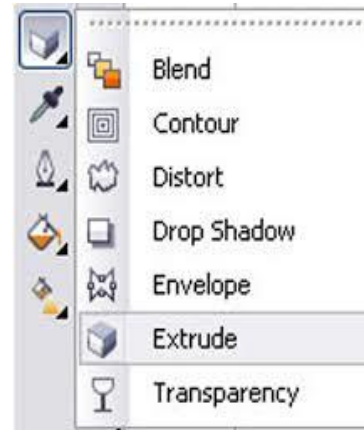 Blend
Contour
Distort
Drop Shadow
Envelope
Extrude
Transparency